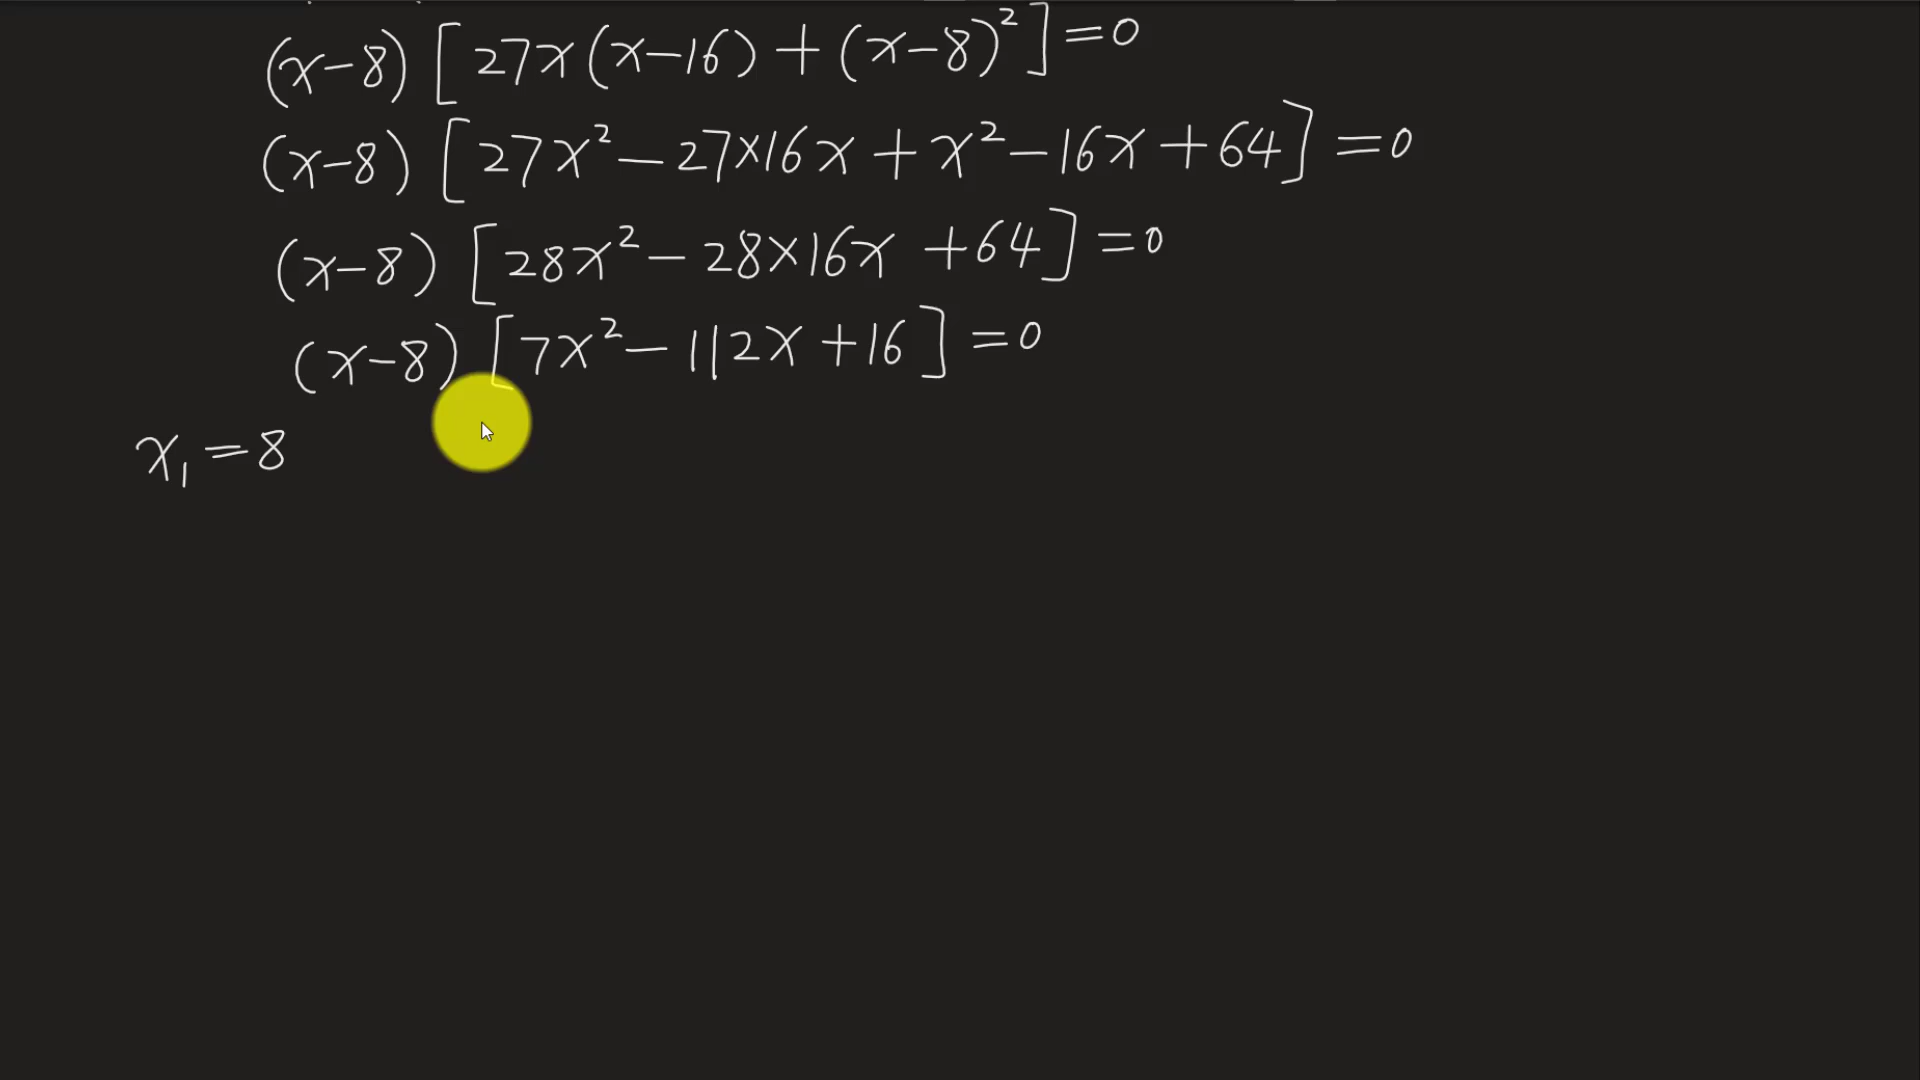 (x-8) [27x(x-16) + (x-8)²] = 0
(x-8) [27x² - 27×16x + x² - 16x + 64] = 0
(x-8) [28x² - 28×16x + 64] = 0
(x-8) [7x² - 112x + 16] = 0
x₁ = 8